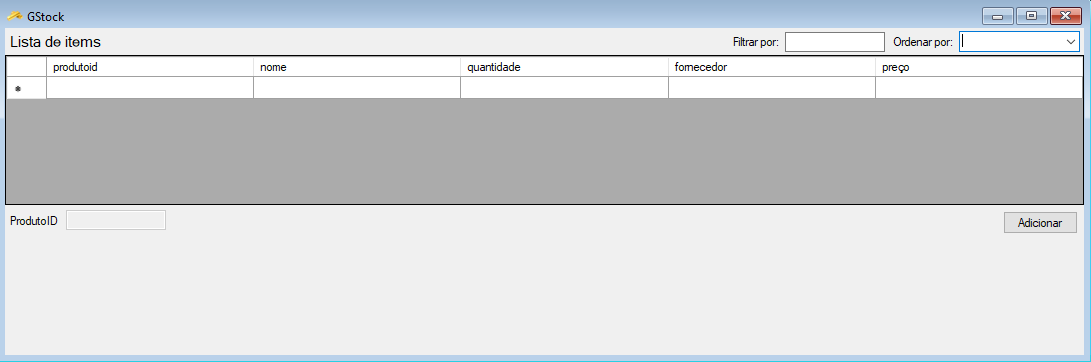 GStock
Lista de items Filtrar por: Ordenar por:
produtoid nome quantidade fornecedor preço
ProdutoID Adicionar